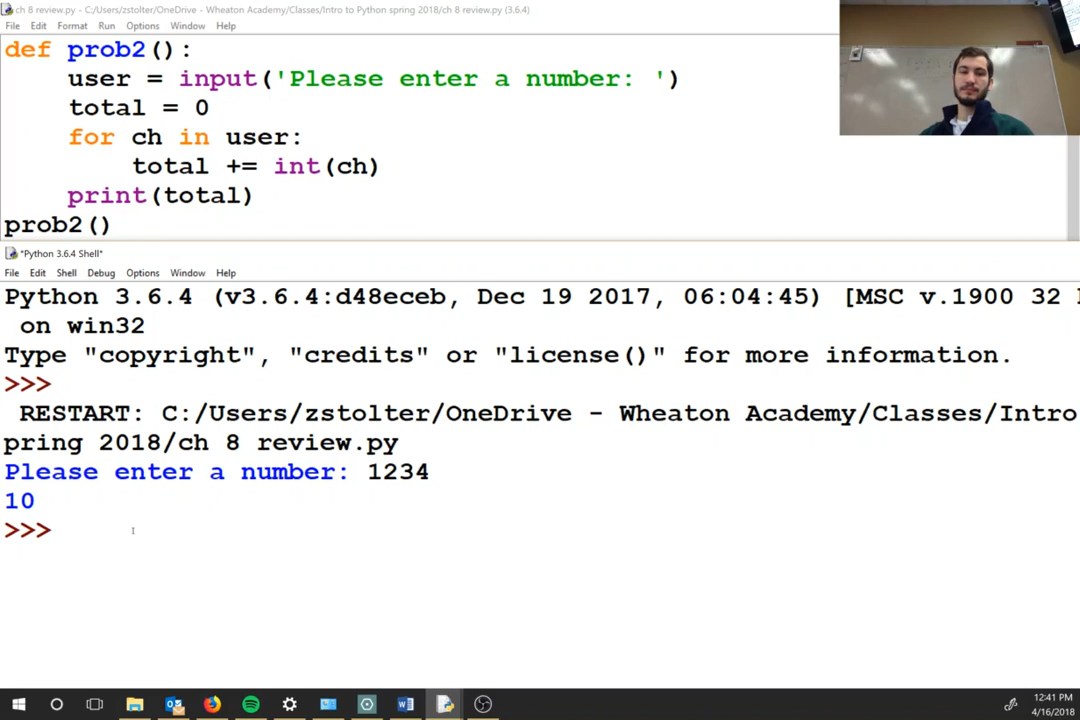 ch 8 review.py - C:/Users/zstolter/OneDrive - Wheaton Academy/Classes/Intro to Python spring 2018/ch 8 review.py (3.6.4)
File Edit Format Run Options Window Help
def prob2():
    user = input('Please enter a number: ')
    total = 0
    for ch in user:
        total += int(ch)
    print(total)
prob2()
*Python 3.6.4 Shell*
File Edit Shell Debug Options Window Help
Python 3.6.4 (v3.6.4:d48eceb, Dec 19 2017, 06:04:45) [MSC v.1900 32
 on win32
Type "copyright", "credits" or "license()" for more information.
>>>
 RESTART: C:/Users/zstolter/OneDrive - Wheaton Academy/Classes/Intro
pring 2018/ch 8 review.py
Please enter a number: 1234
10
>>>
12:41 PM
4/16/2018